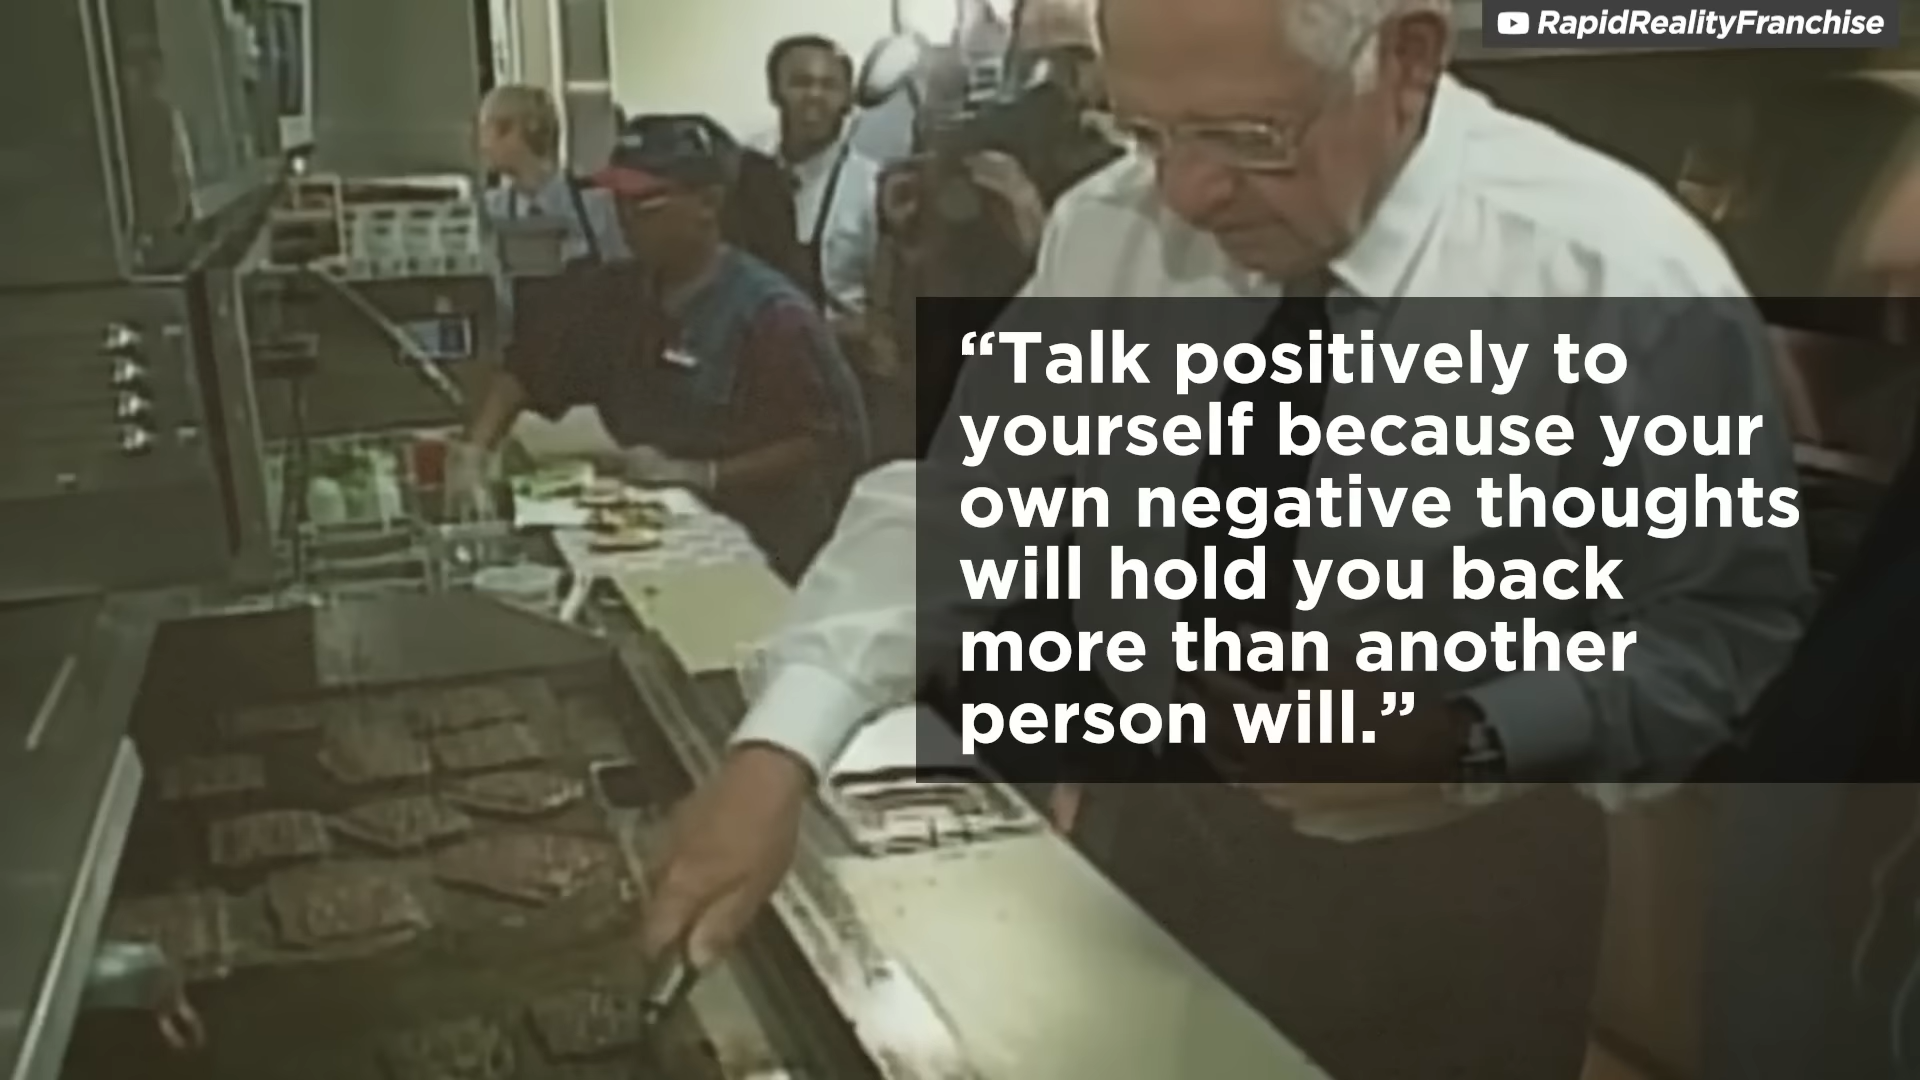 RapidRealityFranchise
“Talk positively to
yourself because your
own negative thoughts
will hold you back
more than another
person will.”